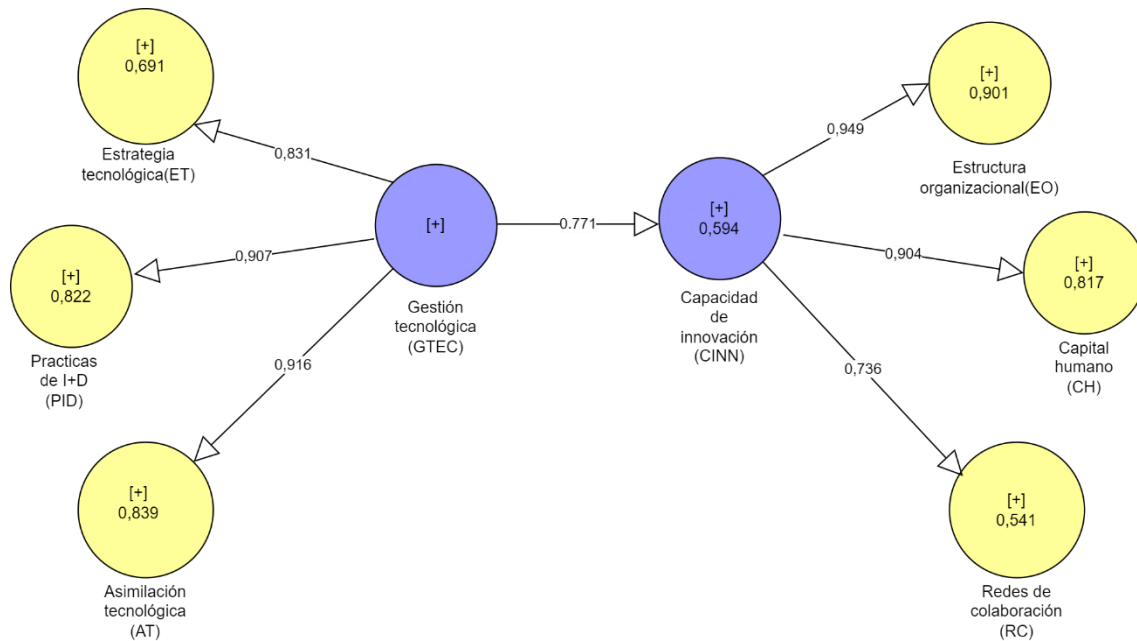 [+]
0,691
Estrategia
tecnológica(ET)
0,831
[+]
0,822
Practicas
de I+D
(PID)
0,907
[+]
0,839
Asimilación
tecnológica
(AT)
0,916
[+]
Gestión
tecnológica
(GTEC)
0.771
[+]
0,594
Capacidad
de
innovación
(CINN)
0,949
[+]
0,901
Estructura
organizacional(EO)
0,904
[+]
0,817
Capital
humano
(CH)
0,736
[+]
0,541
Redes de
colaboración
(RC)